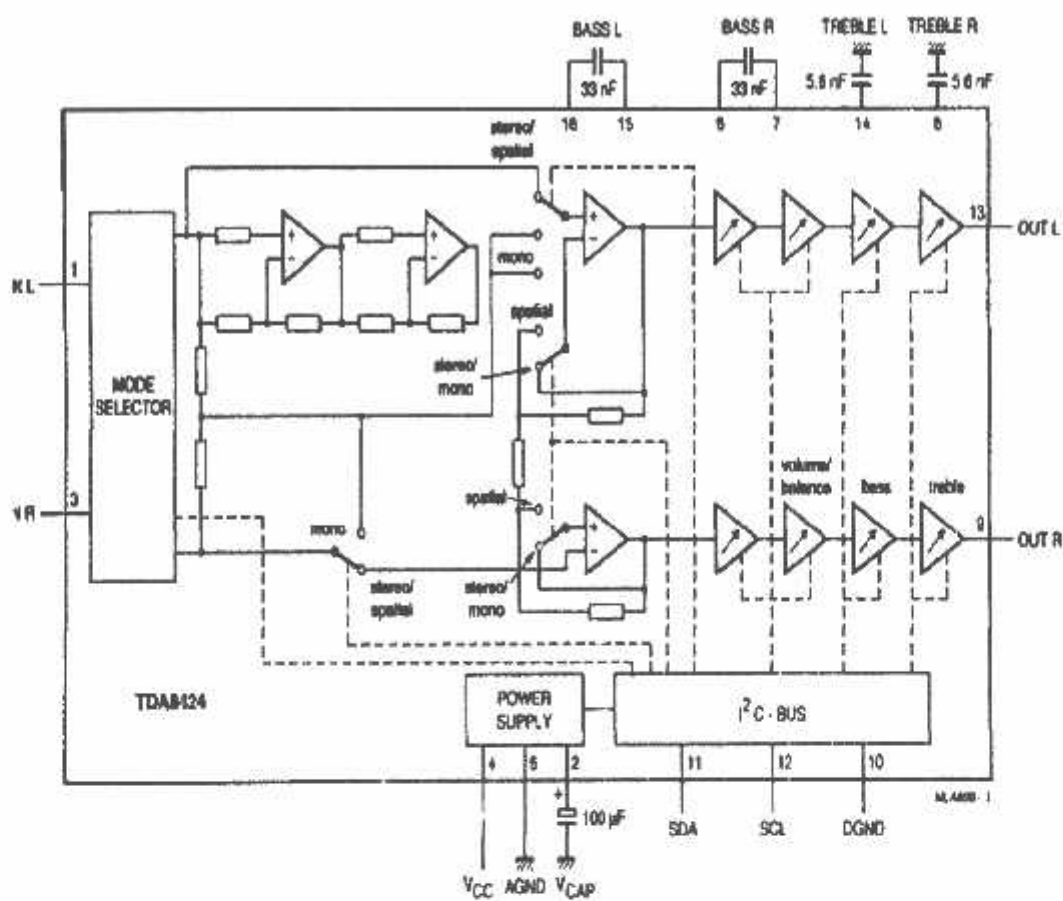 BASS L
BASS R
TREBLE L
TREBLE R
33 nF
33 nF
5.6 nF
5.6 nF
16
15
6
7
14
8
stereo/
spatial
1
mono
13
OUT L
MODE
SELECTOR
spatial
stereo/
mono
3
volume/
balance
bass
treble
spatial
mono
9
OUT R
stereo/
spatial
stereo/
mono
TDA8424
POWER
SUPPLY
I²C - BUS
4
5
2
11
12
10
+
100 µF
SDA
SCL
DGND
VCC
AGND
VCAP